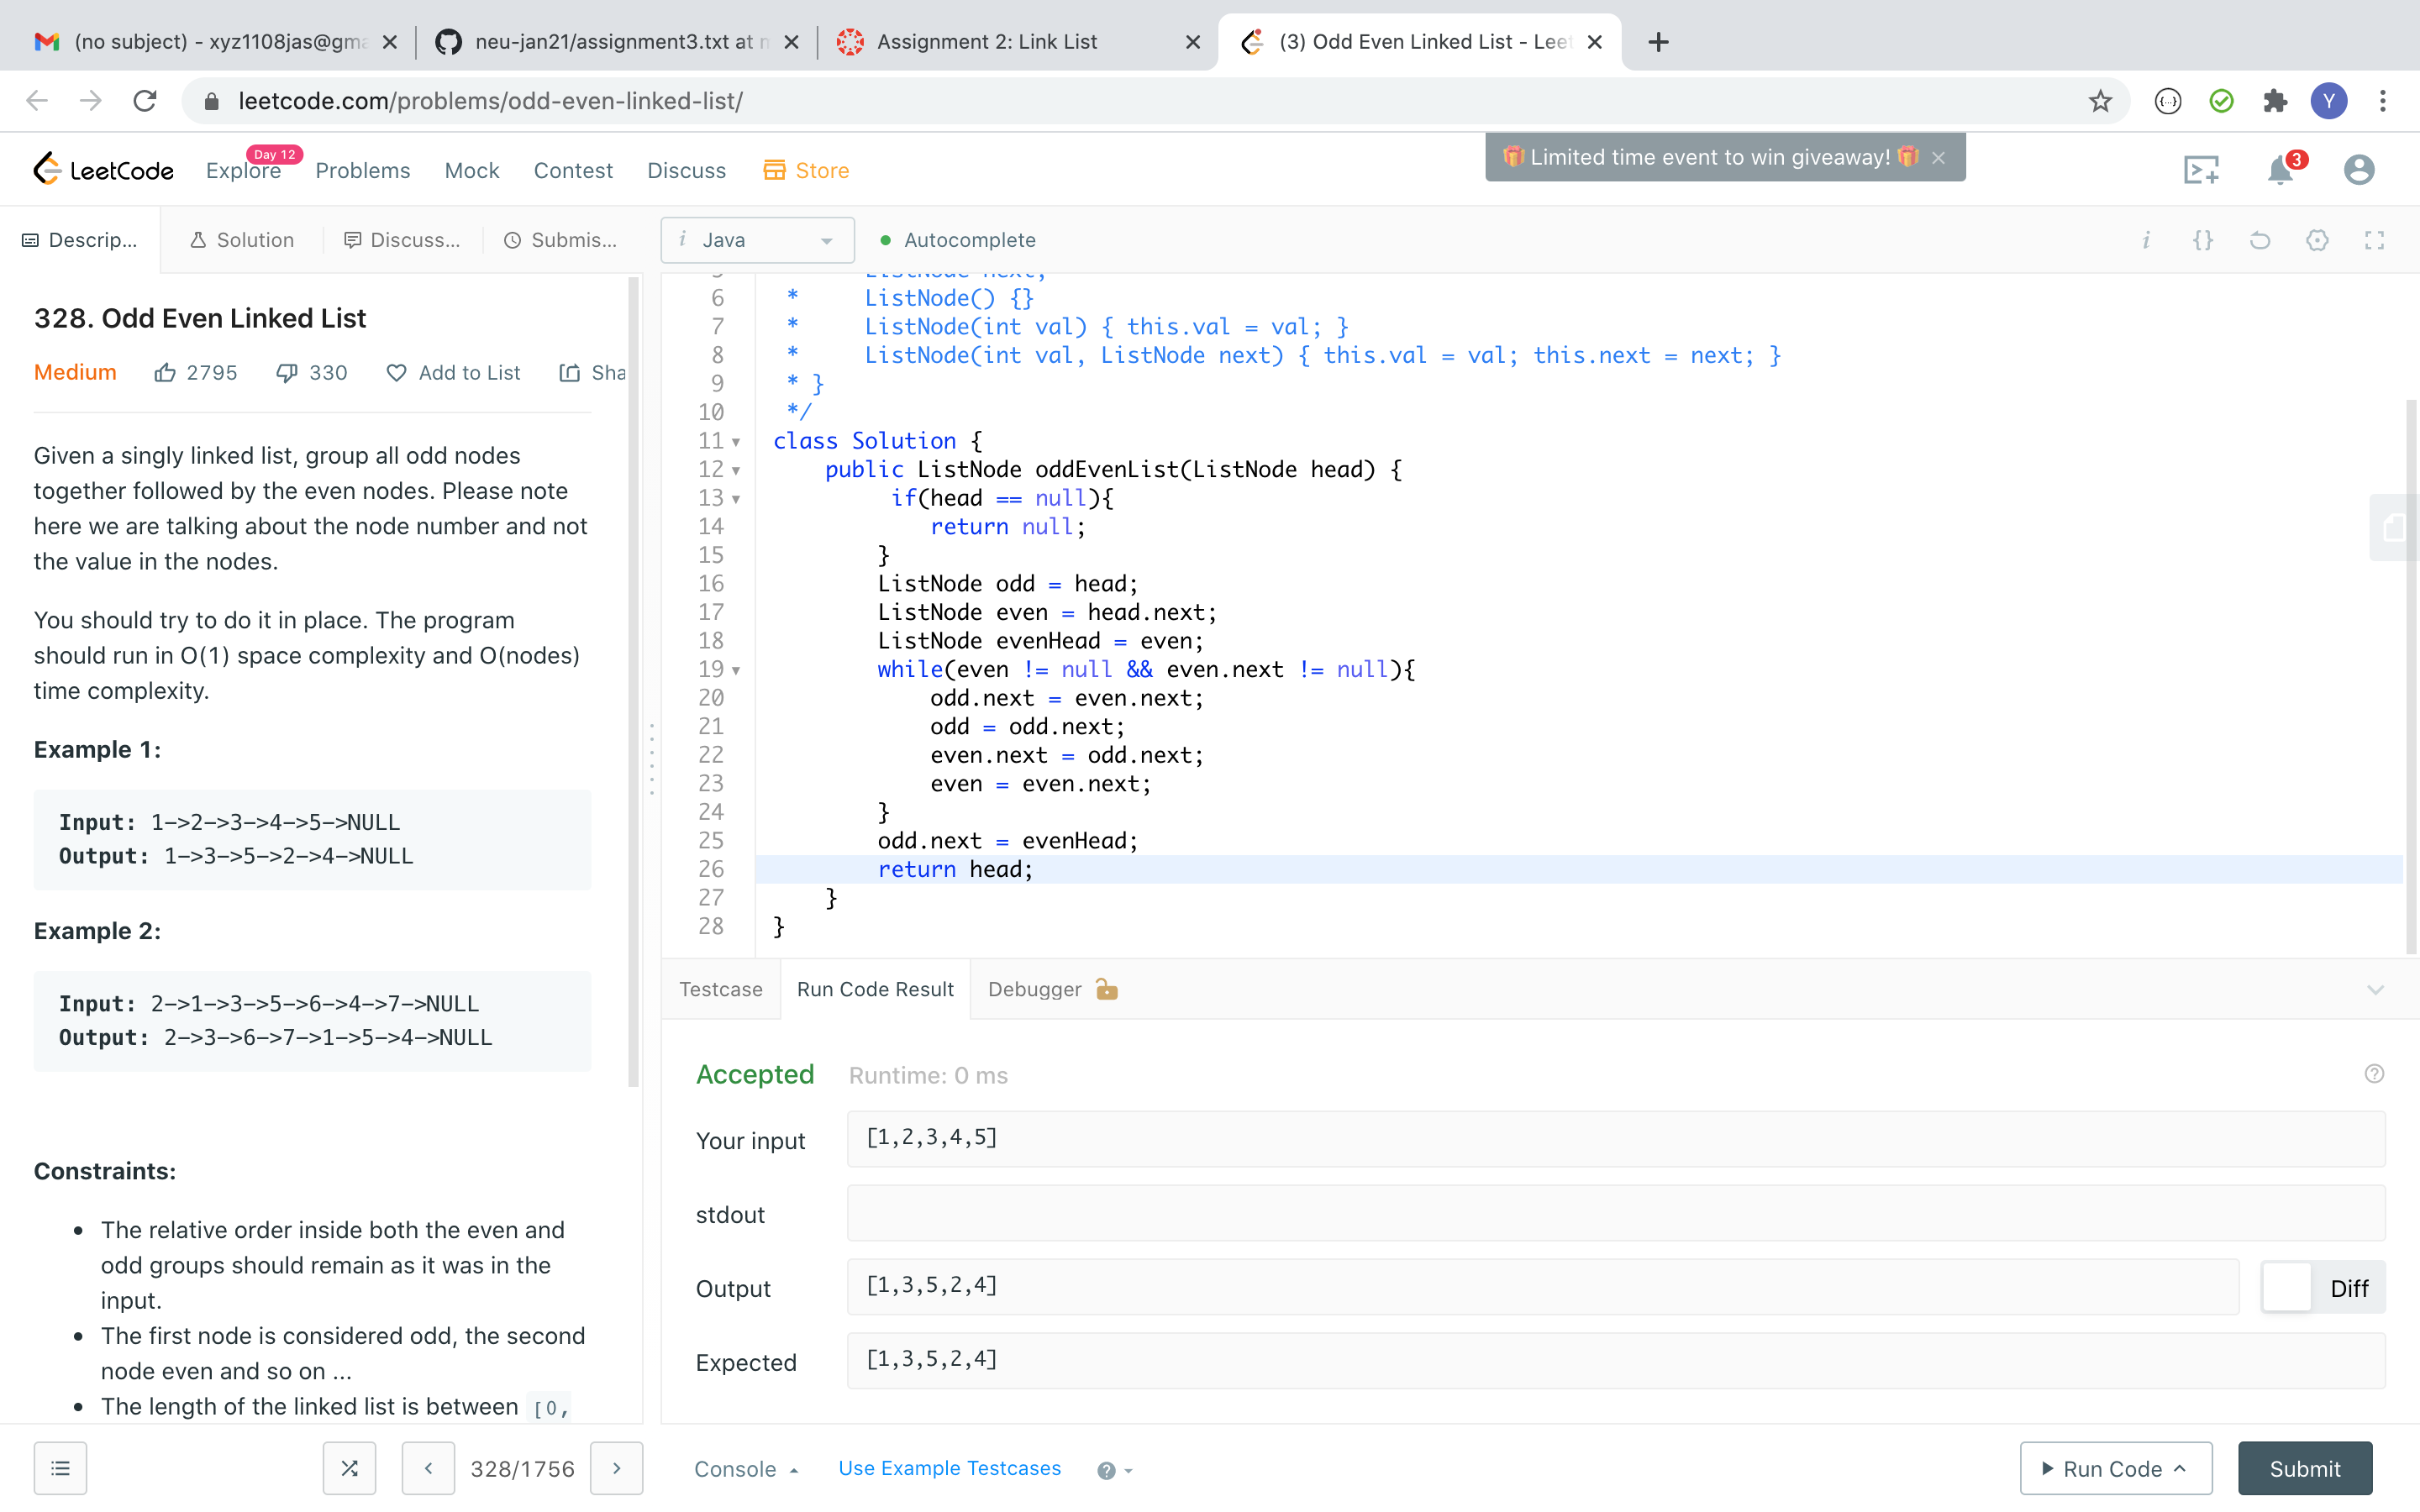 (no subject) - xyz1108jas@gma
neu-jan21/assignment3.txt at n
Assignment 2: Link List
(3) Odd Even Linked List - Leet
leetcode.com/problems/odd-even-linked-list/
Y
LeetCode
Explore
Day 12
Problems
Mock
Contest
Discuss
Store
🎁 Limited time event to win giveaway! 🎁
3
Descrip...
Solution
Discuss...
Submis...
i Java
Autocomplete
328. Odd Even Linked List
Medium
2795
330
Add to List
Sha
Given a singly linked list, group all odd nodes
together followed by the even nodes. Please note
here we are talking about the node number and not
the value in the nodes.
You should try to do it in place. The program
should run in O(1) space complexity and O(nodes)
time complexity.
Example 1:
Input: 1->2->3->4->5->NULL
Output: 1->3->5->2->4->NULL
Example 2:
Input: 2->1->3->5->6->4->7->NULL
Output: 2->3->6->7->1->5->4->NULL
Constraints:
• The relative order inside both the even and
odd groups should remain as it was in the
input.
• The first node is considered odd, the second
node even and so on ...
• The length of the linked list is between [0,
328/1756
5 ListNode next;
6 *     ListNode() {}
7 *     ListNode(int val) { this.val = val; }
8 *     ListNode(int val, ListNode next) { this.val = val; this.next = next; }
9 * }
10 */
11 class Solution {
12     public ListNode oddEvenList(ListNode head) {
13          if(head == null){
14             return null;
15         }
16         ListNode odd = head;
17         ListNode even = head.next;
18         ListNode evenHead = even;
19         while(even != null && even.next != null){
20             odd.next = even.next;
21             odd = odd.next;
22             even.next = odd.next;
23             even = even.next;
24         }
25         odd.next = evenHead;
26         return head;
27     }
28 }
Testcase
Run Code Result
Debugger
Accepted
Runtime: 0 ms
Your input
[1,2,3,4,5]
stdout
Output
[1,3,5,2,4]
Diff
Expected
[1,3,5,2,4]
Console
Use Example Testcases
Run Code
Submit